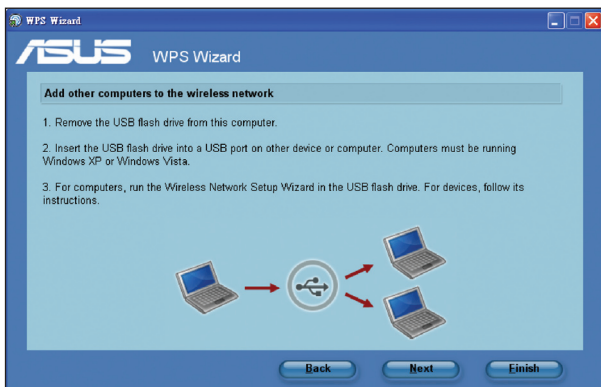 WPS Wizard
ASUS WPS Wizard
Add other computers to the wireless network
1. Remove the USB flash drive from this computer.
2. Insert the USB flash drive into a USB port on other device or computer. Computers must be running
Windows XP or Windows Vista.
3. For computers, run the Wireless Network Setup Wizard in the USB flash drive. For devices, follow its
instructions.
Back Next Finish